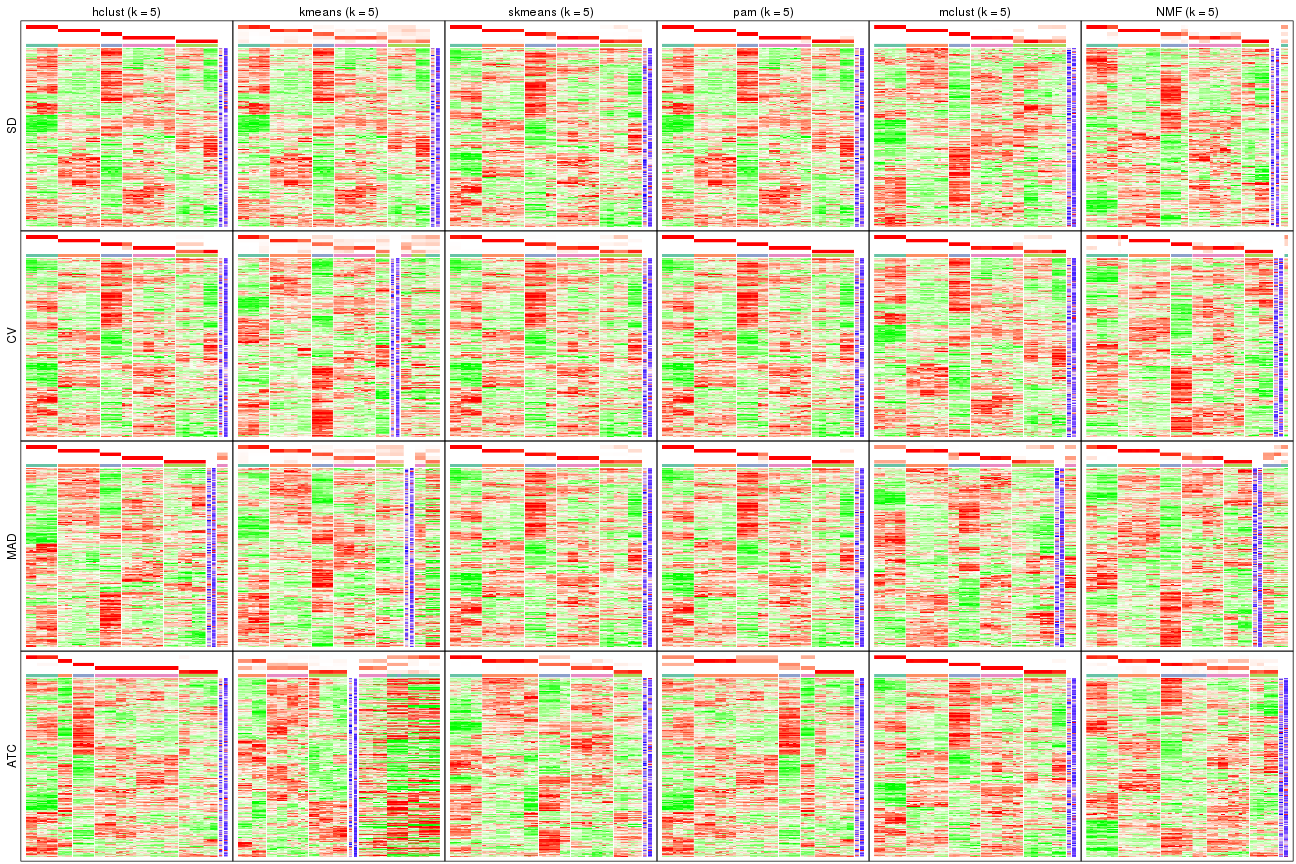 hclust (k = 5) kmeans (k = 5) skmeans (k = 5) pam (k = 5) mclust (k = 5) NMF (k = 5)
SD
CV
MAD
ATC